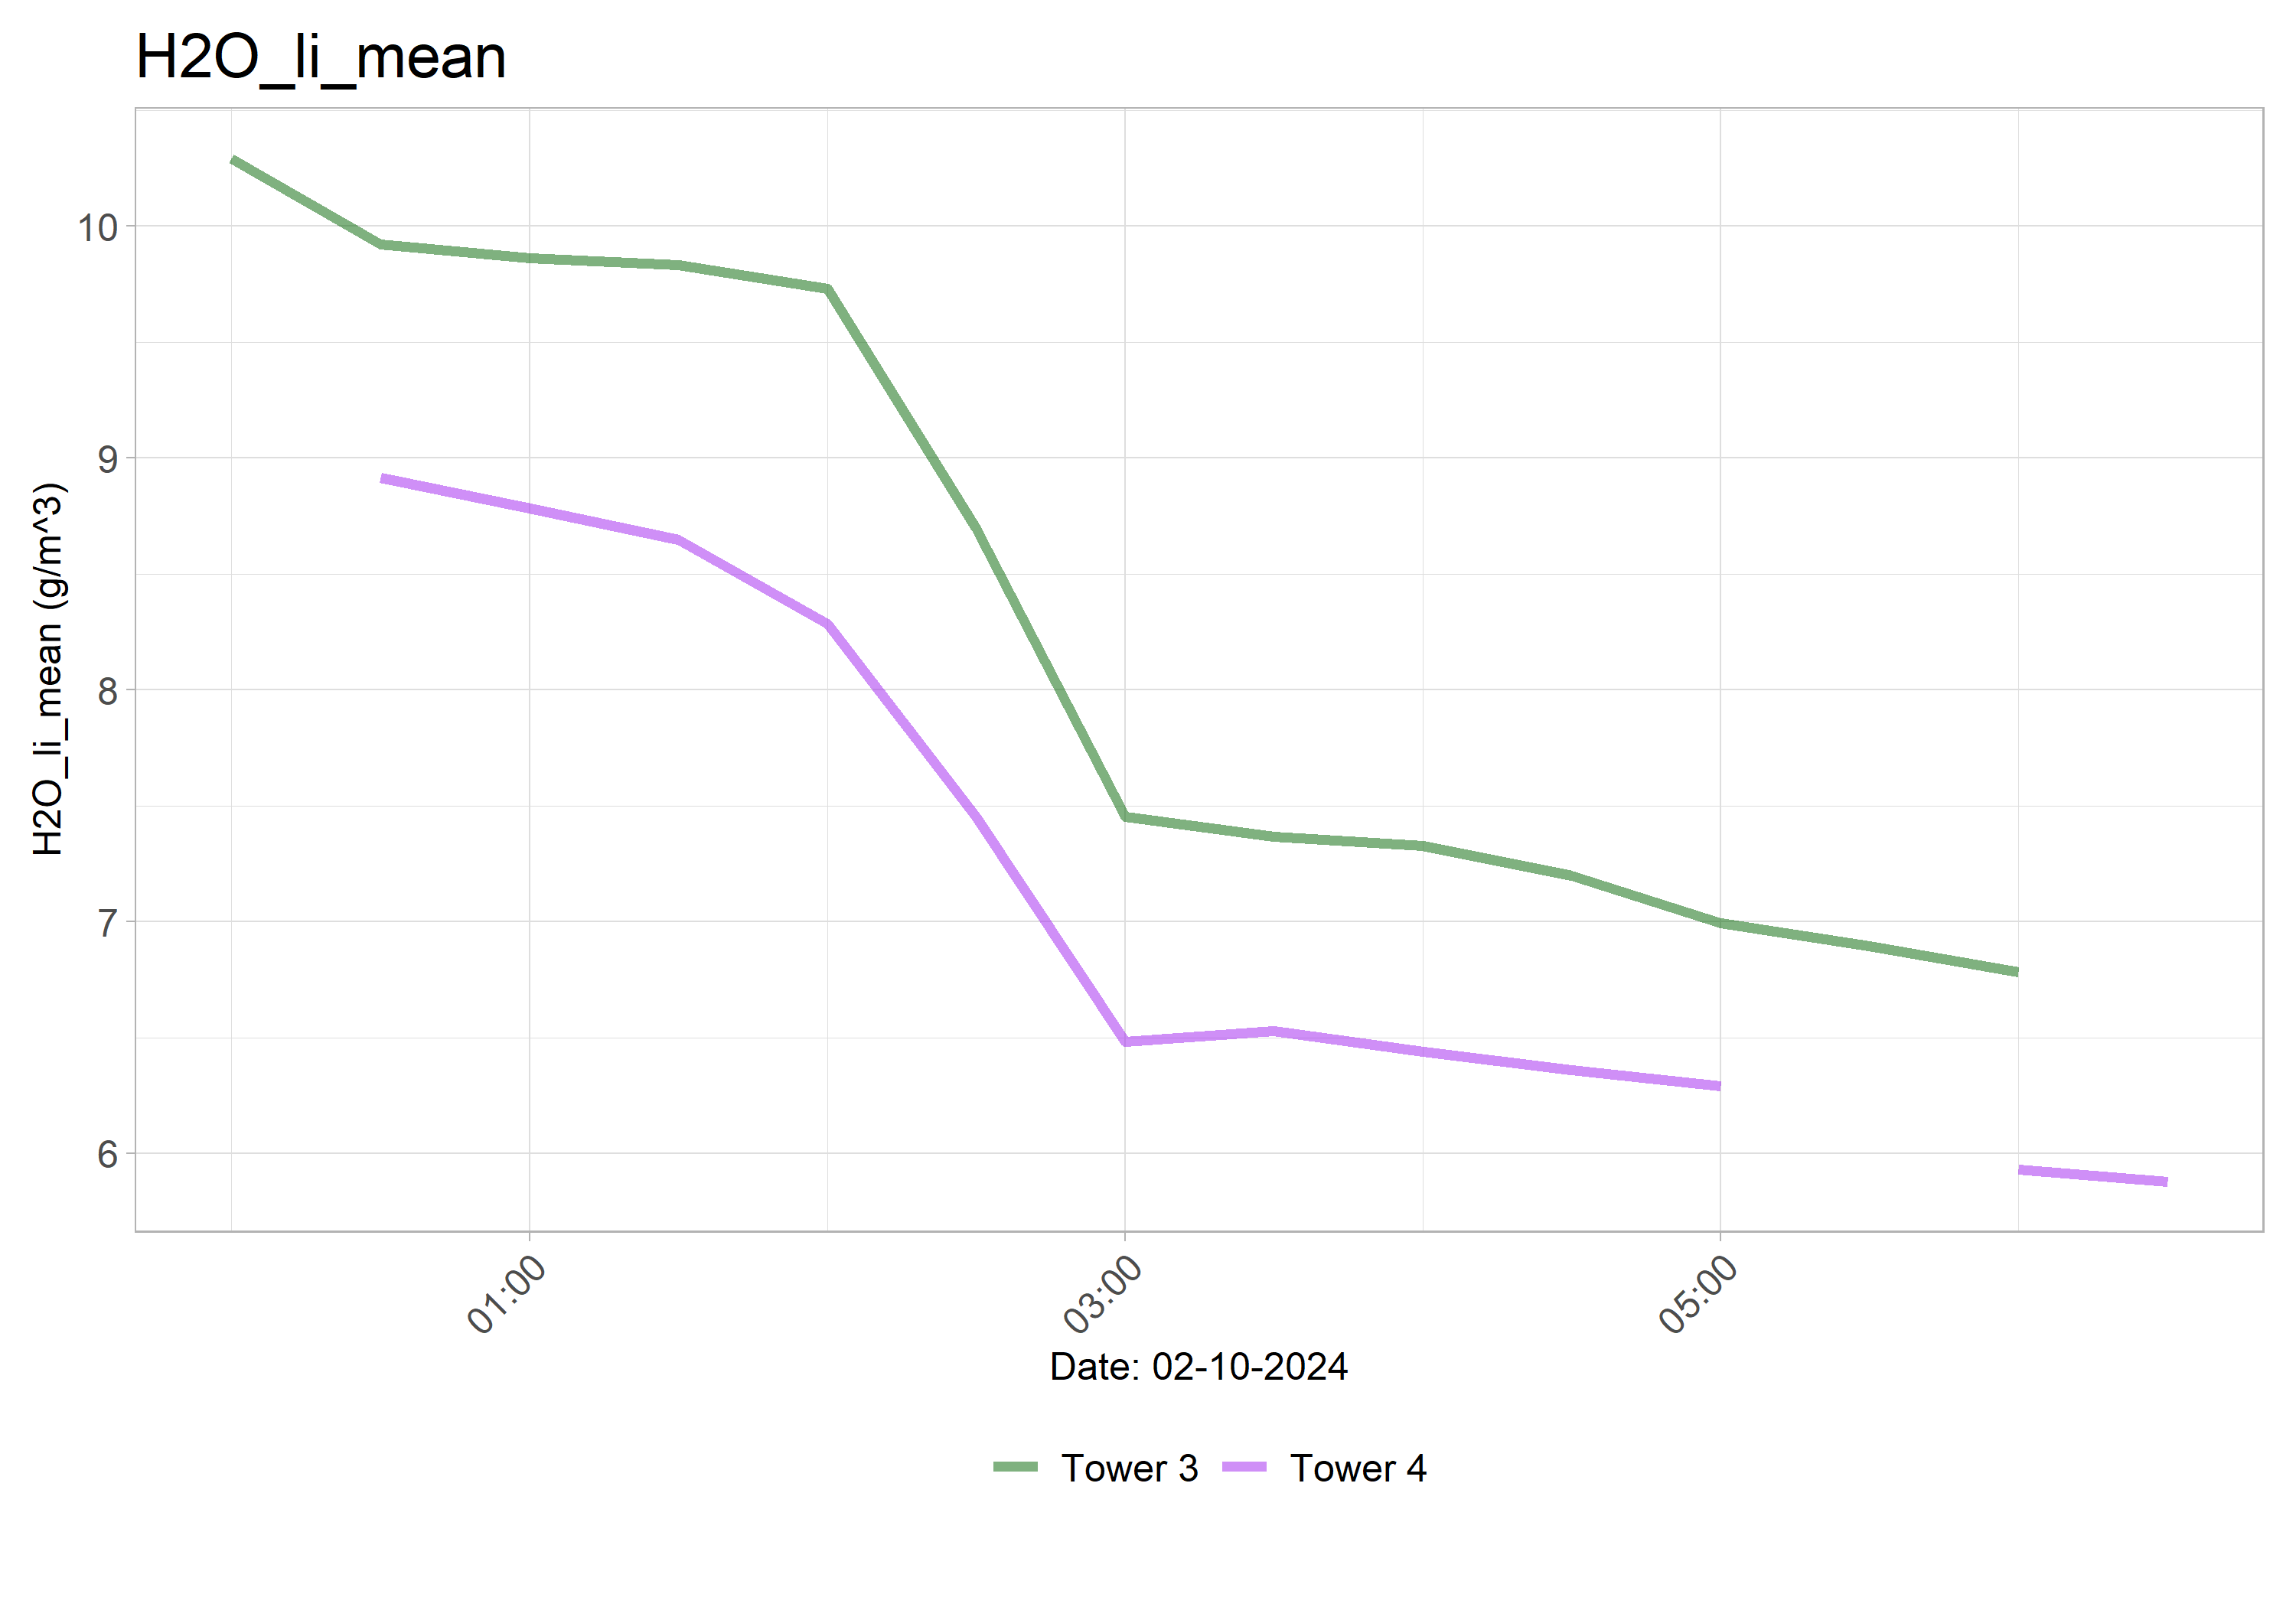 H2O_li_mean
H2O_li_mean (g/m^3)
10
9
8
7
6
01:00
03:00
05:00
Date: 02-10-2024
Tower 3
Tower 4